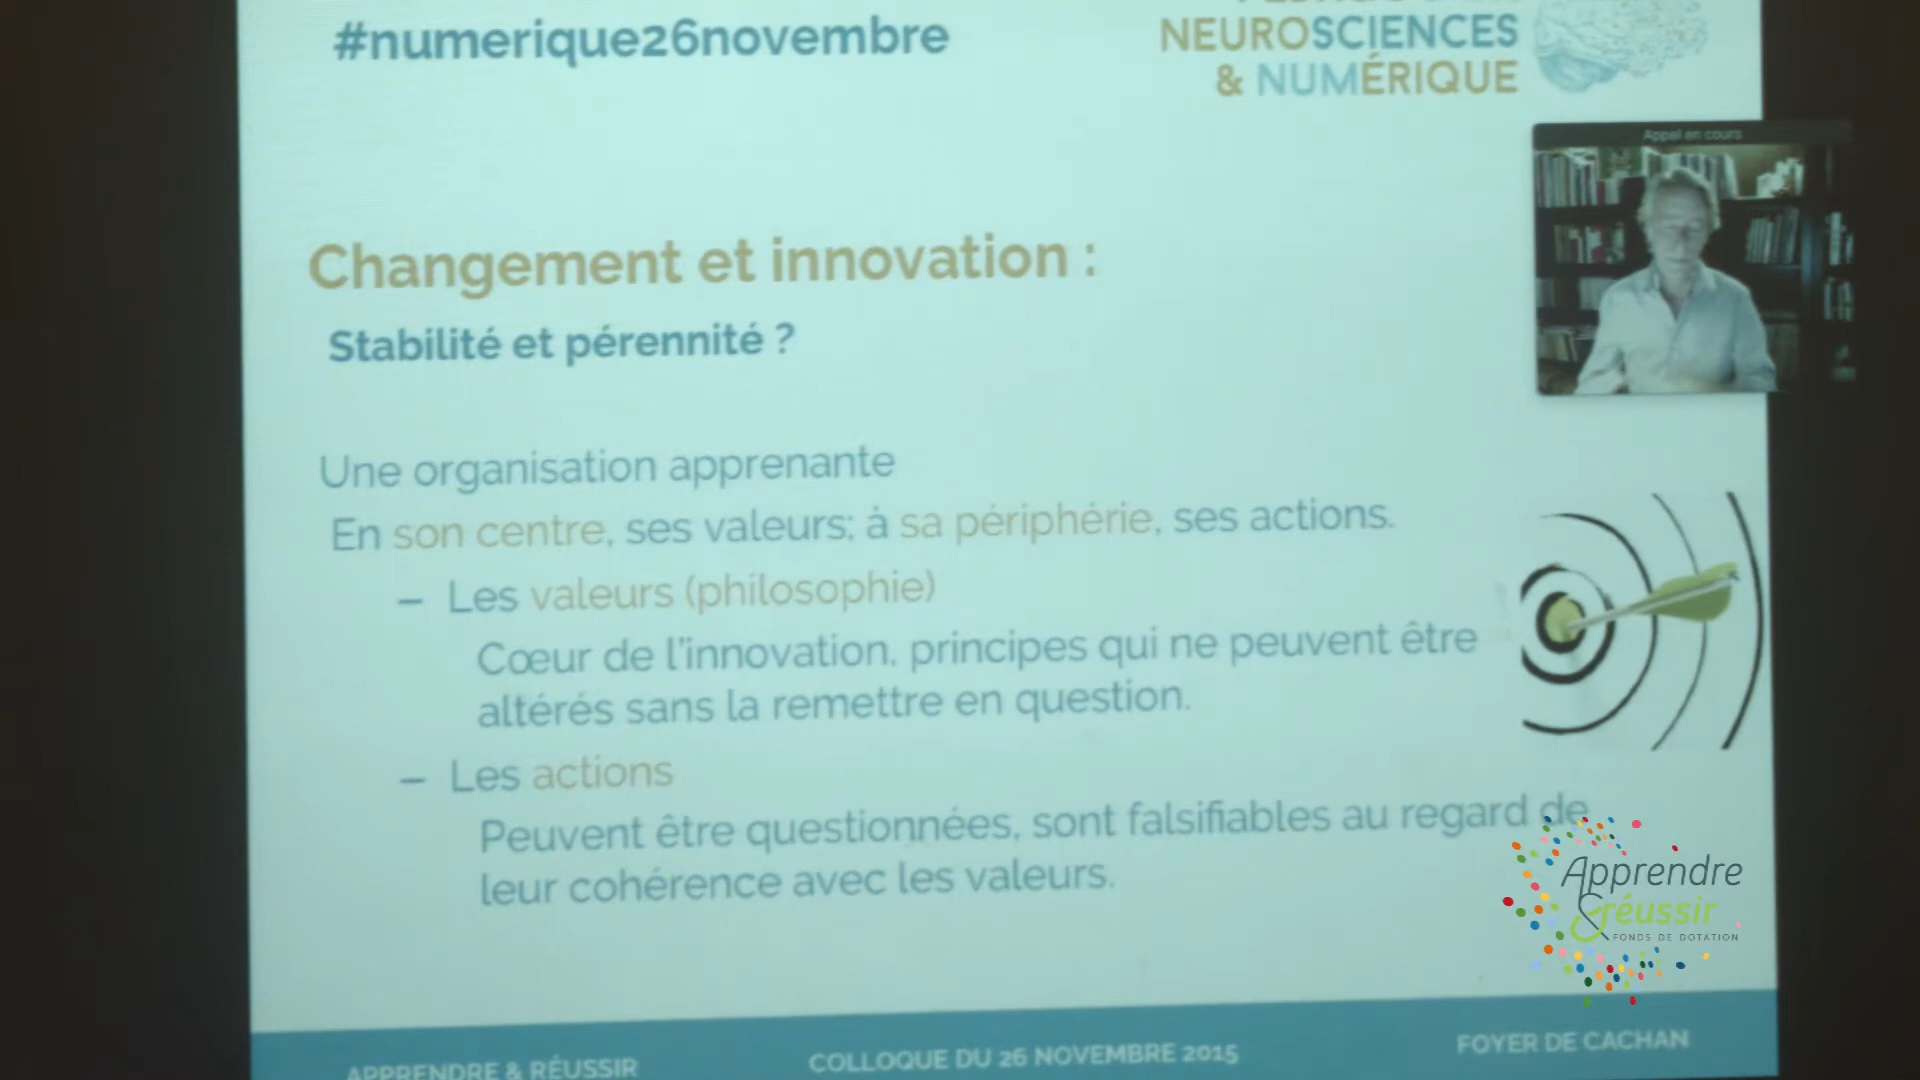 #numerique26novembre
NEUROSCIENCES
& NUMÉRIQUE
Appel en cours
Changement et innovation :
Stabilité et pérennité ?
Une organisation apprenante
En son centre, ses valeurs; à sa périphérie, ses actions.
– Les valeurs (philosophie)
Cœur de l'innovation, principes qui ne peuvent être
altérés sans la remettre en question.
– Les actions
Peuvent être questionnées, sont falsifiables au regard de
leur cohérence avec les valeurs.
Apprendre
& réussir
FONDS DE DOTATION
APPRENDRE & RÉUSSIR
COLLOQUE DU 26 NOVEMBRE 2015
FOYER DE CACHAN